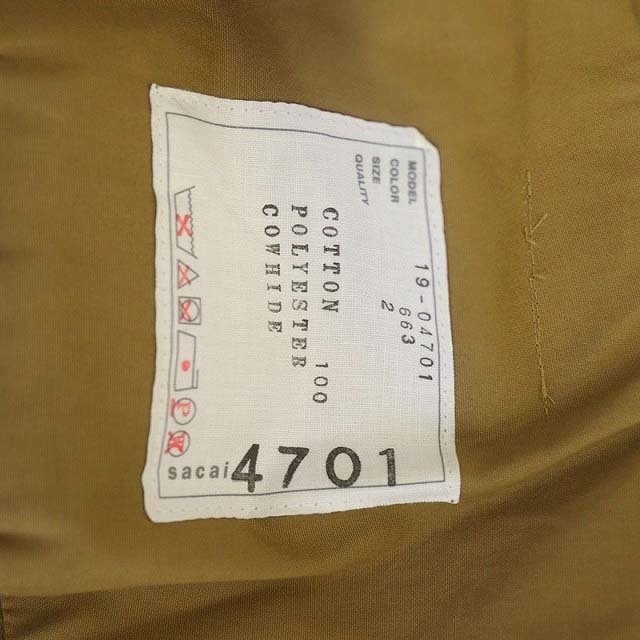 MODEL 19-04701
COLOR 663
SIZE 2
QUALITY
COTTON 100
POLYESTER
COWHIDE
P
W
sacai 4701